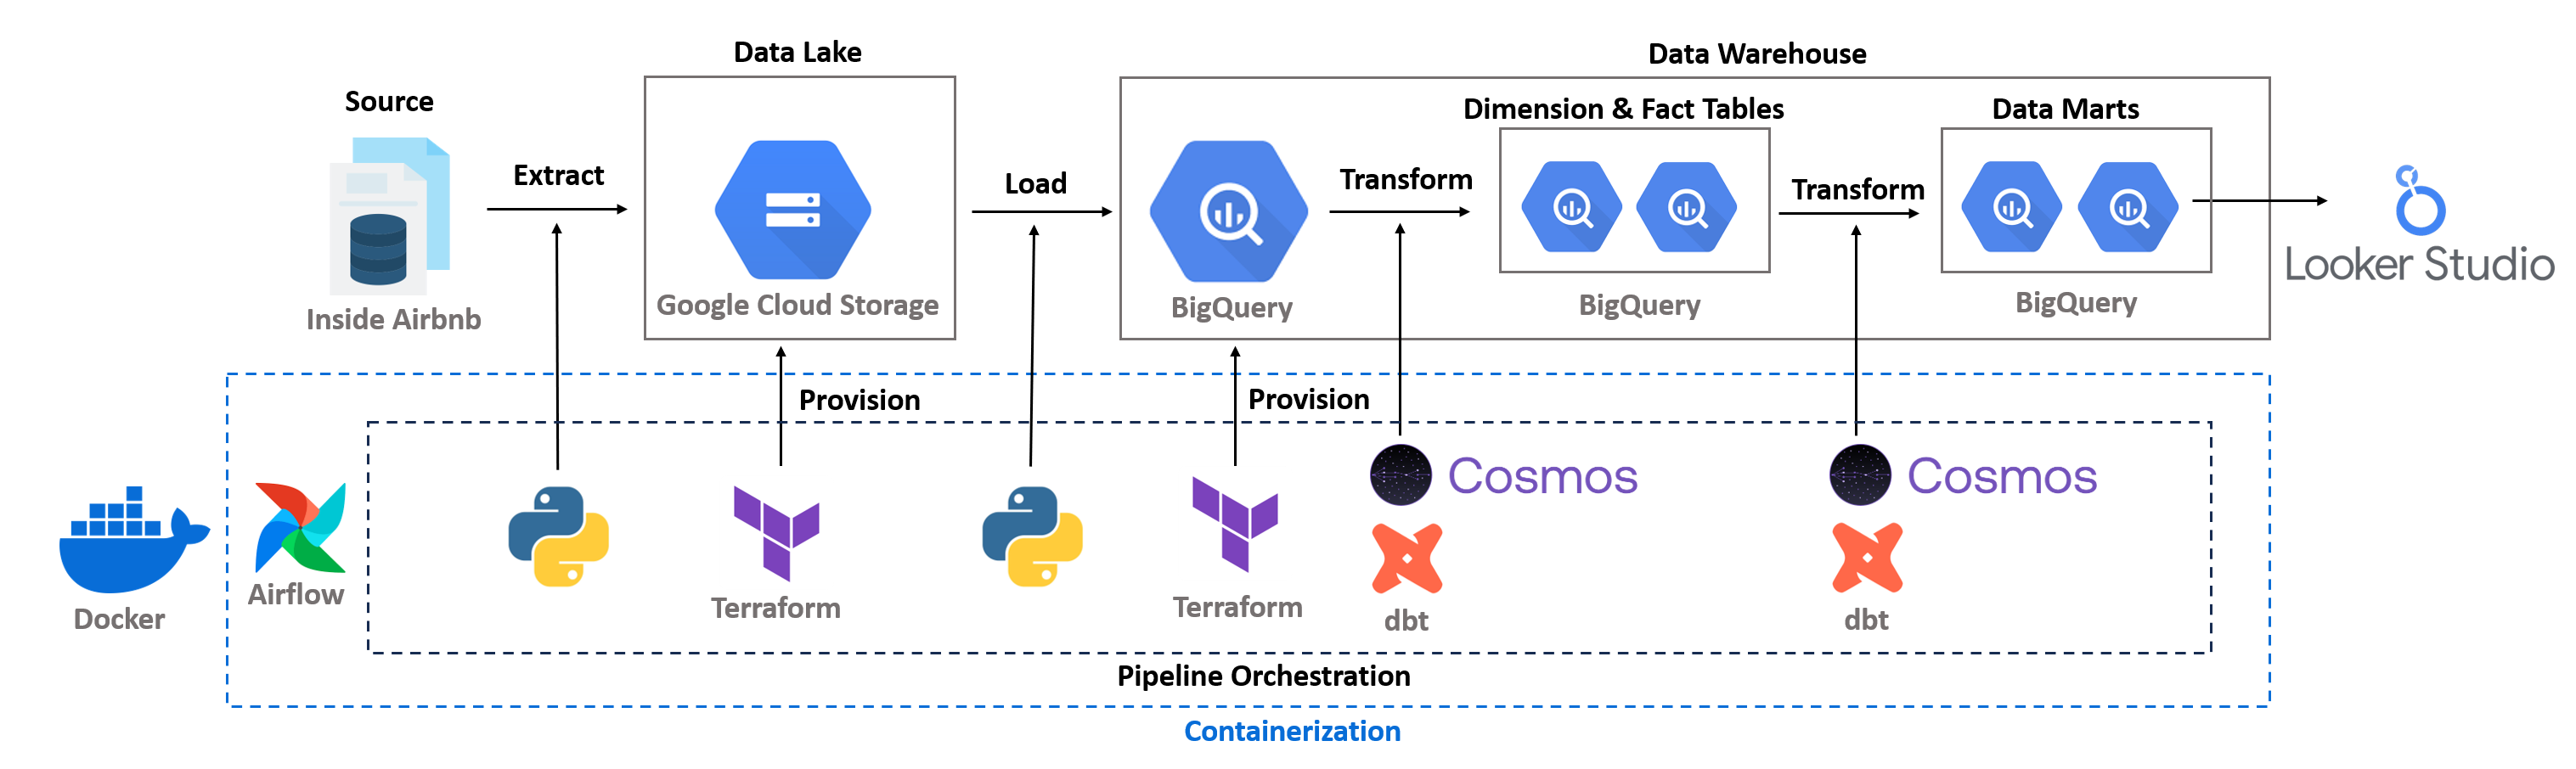 Data Lake
Data Warehouse
Source
Dimension & Fact Tables
Data Marts
Extract
Load
Transform
Transform
Inside Airbnb
Google Cloud Storage
BigQuery
BigQuery
BigQuery
Looker Studio
Provision
Provision
Cosmos
Cosmos
Docker
Airflow
Terraform
Terraform
dbt
dbt
Pipeline Orchestration
Containerization